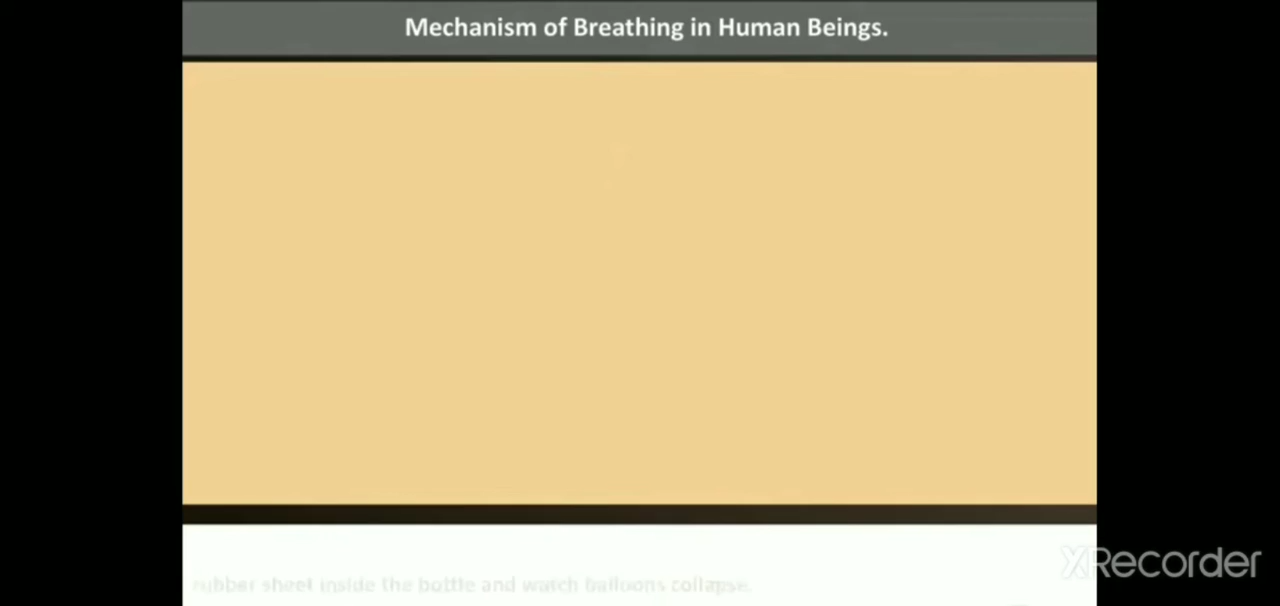 Mechanism of Breathing in Human Beings.
rubber sheet inside the bottle and watch balloons collapse.
XRecorder